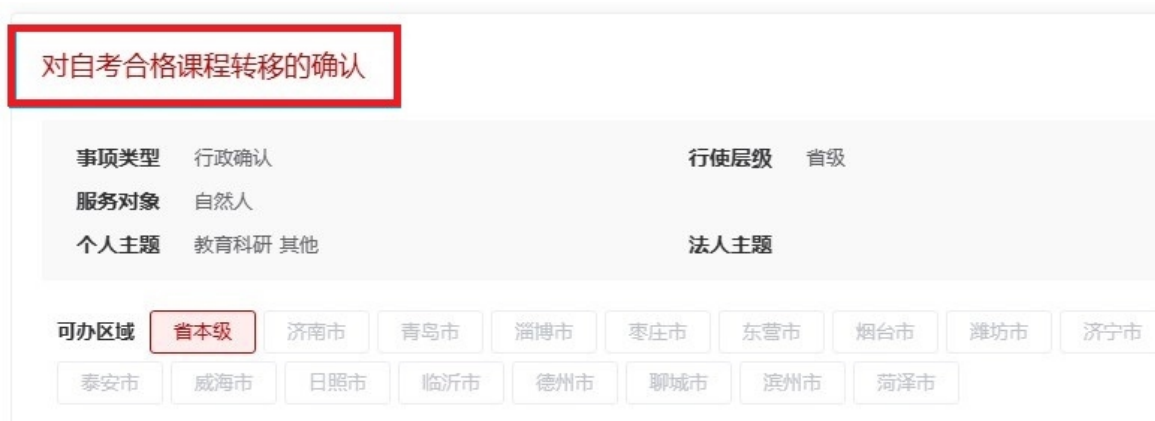 对自考合格课程转移的确认
事项类型 行政确认 行使层级 省级
服务对象 自然人
个人主题 教育科研 其他 法人主题
可办区域 省本级 济南市 青岛市 淄博市 枣庄市 东营市 烟台市 潍坊市 济宁市
泰安市 威海市 日照市 临沂市 德州市 聊城市 滨州市 菏泽市